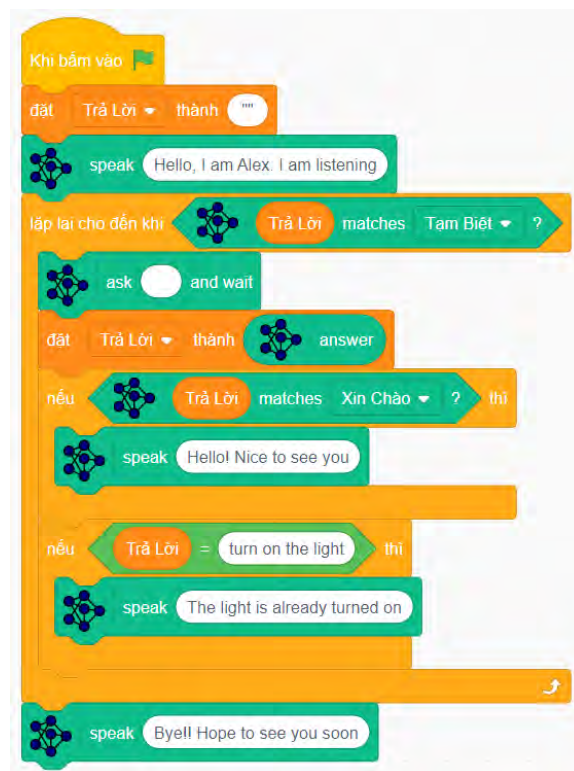 Khi bấm vào
đặt Trả Lời thành ""
speak Hello, I am Alex. I am listening
lặp lại cho đến khi Trả Lời matches Tạm Biêt ?
ask and wait
đặt Trả Lời thành answer
nếu Trả Lời matches Xin Chào ? thì
speak Hello! Nice to see you
nếu Trả Lời = turn on the light thì
speak The light is already turned on
speak Bye!! Hope to see you soon